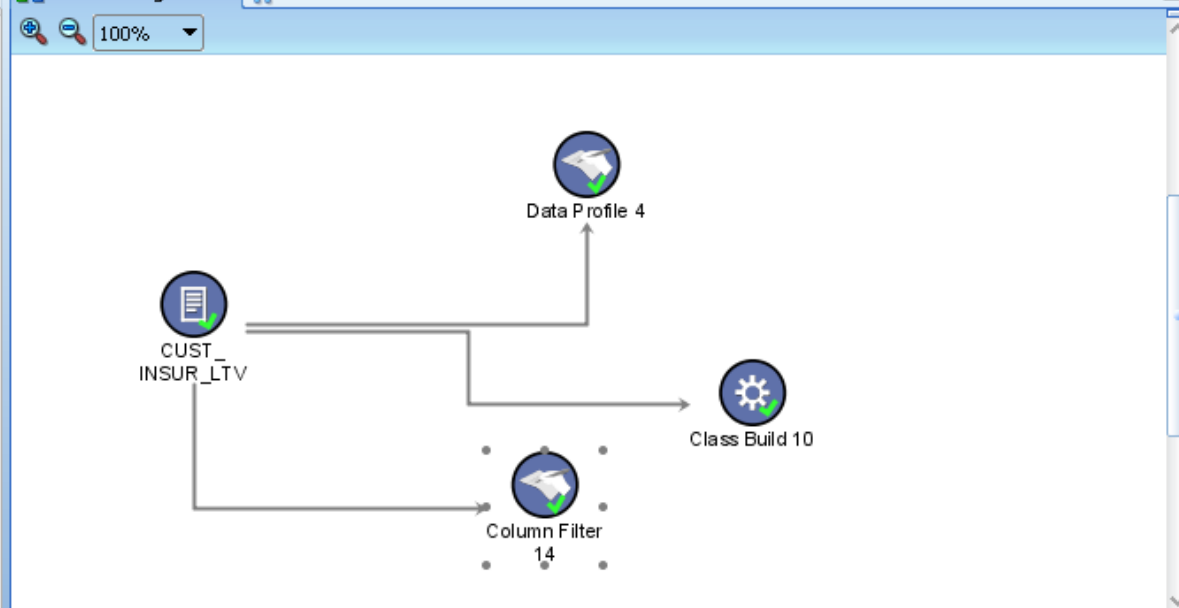 100%
Data Profile 4
CUST_
INSUR_LTV
Class Build 10
Column Filter
14